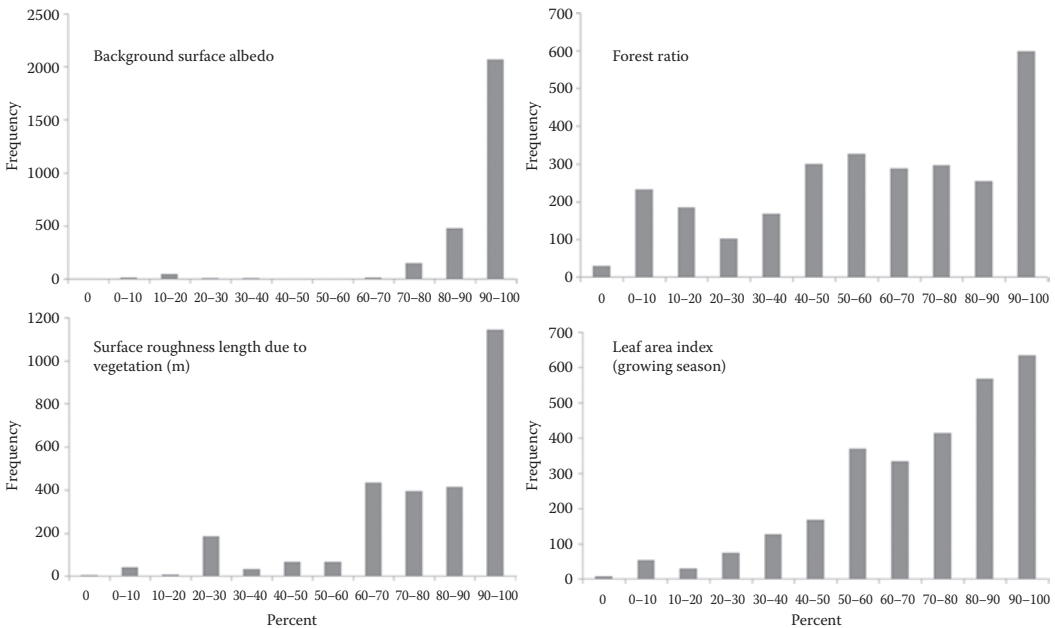 2500
2000
1500
1000
500
0
Frequency
Background surface albedo
0 0–10 10–20 20–30 30–40 40–50 50–60 60–70 70–80 80–90 90–100
700
600
500
400
300
200
100
0
Frequency
Forest ratio
0 0–10 10–20 20–30 30–40 40–50 50–60 60–70 70–80 80–90 90–100
1200
1000
800
600
400
200
0
Frequency
Surface roughness length due to
vegetation (m)
0 0–10 10–20 20–30 30–40 40–50 50–60 60–70 70–80 80–90 90–100
Percent
700
600
500
400
300
200
100
0
Frequency
Leaf area index
(growing season)
0 0–10 10–20 20–30 30–40 40–50 50–60 60–70 70–80 80–90 90–100
Percent